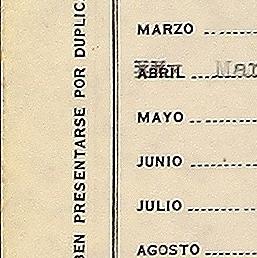 BEN PRESENTARSE POR DUPLIC
MARZO
ABRIL
MAYO
JUNIO
JULIO
AGOSTO